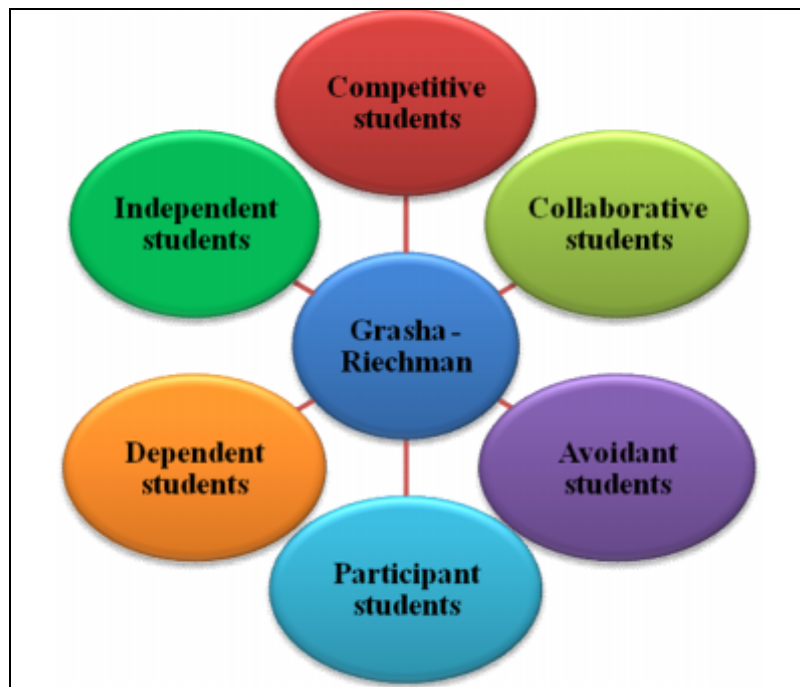 Competitive
students
Independent
students
Collaborative
students
Grasha -
Riechman
Dependent
students
Avoidant
students
Participant
students